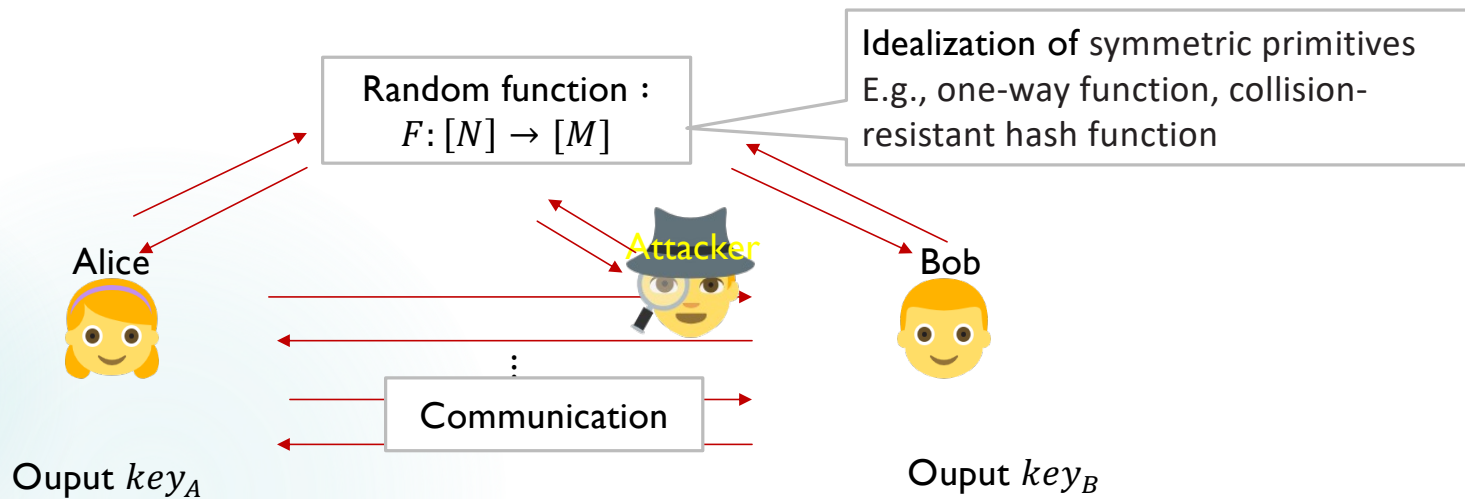 Random function :
F: [N] → [M]
Idealization of symmetric primitives
E.g., one-way function, collision-
resistant hash function
Alice
Attacker
Bob
⋮
Communication
Ouput key_A
Ouput key_B